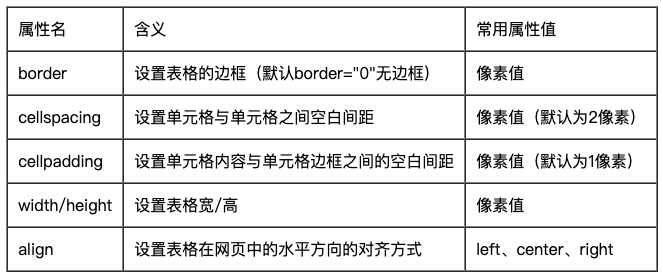 属性名 含义 常用属性值
border 设置表格的边框（默认border="0"无边框） 像素值
cellspacing 设置单元格与单元格之间空白间距 像素值（默认为2像素）
cellpadding 设置单元格内容与单元格边框之间的空白间距 像素值（默认为1像素）
width/height 设置表格宽/高 像素值
align 设置表格在网页中的水平方向的对齐方式 left、center、right